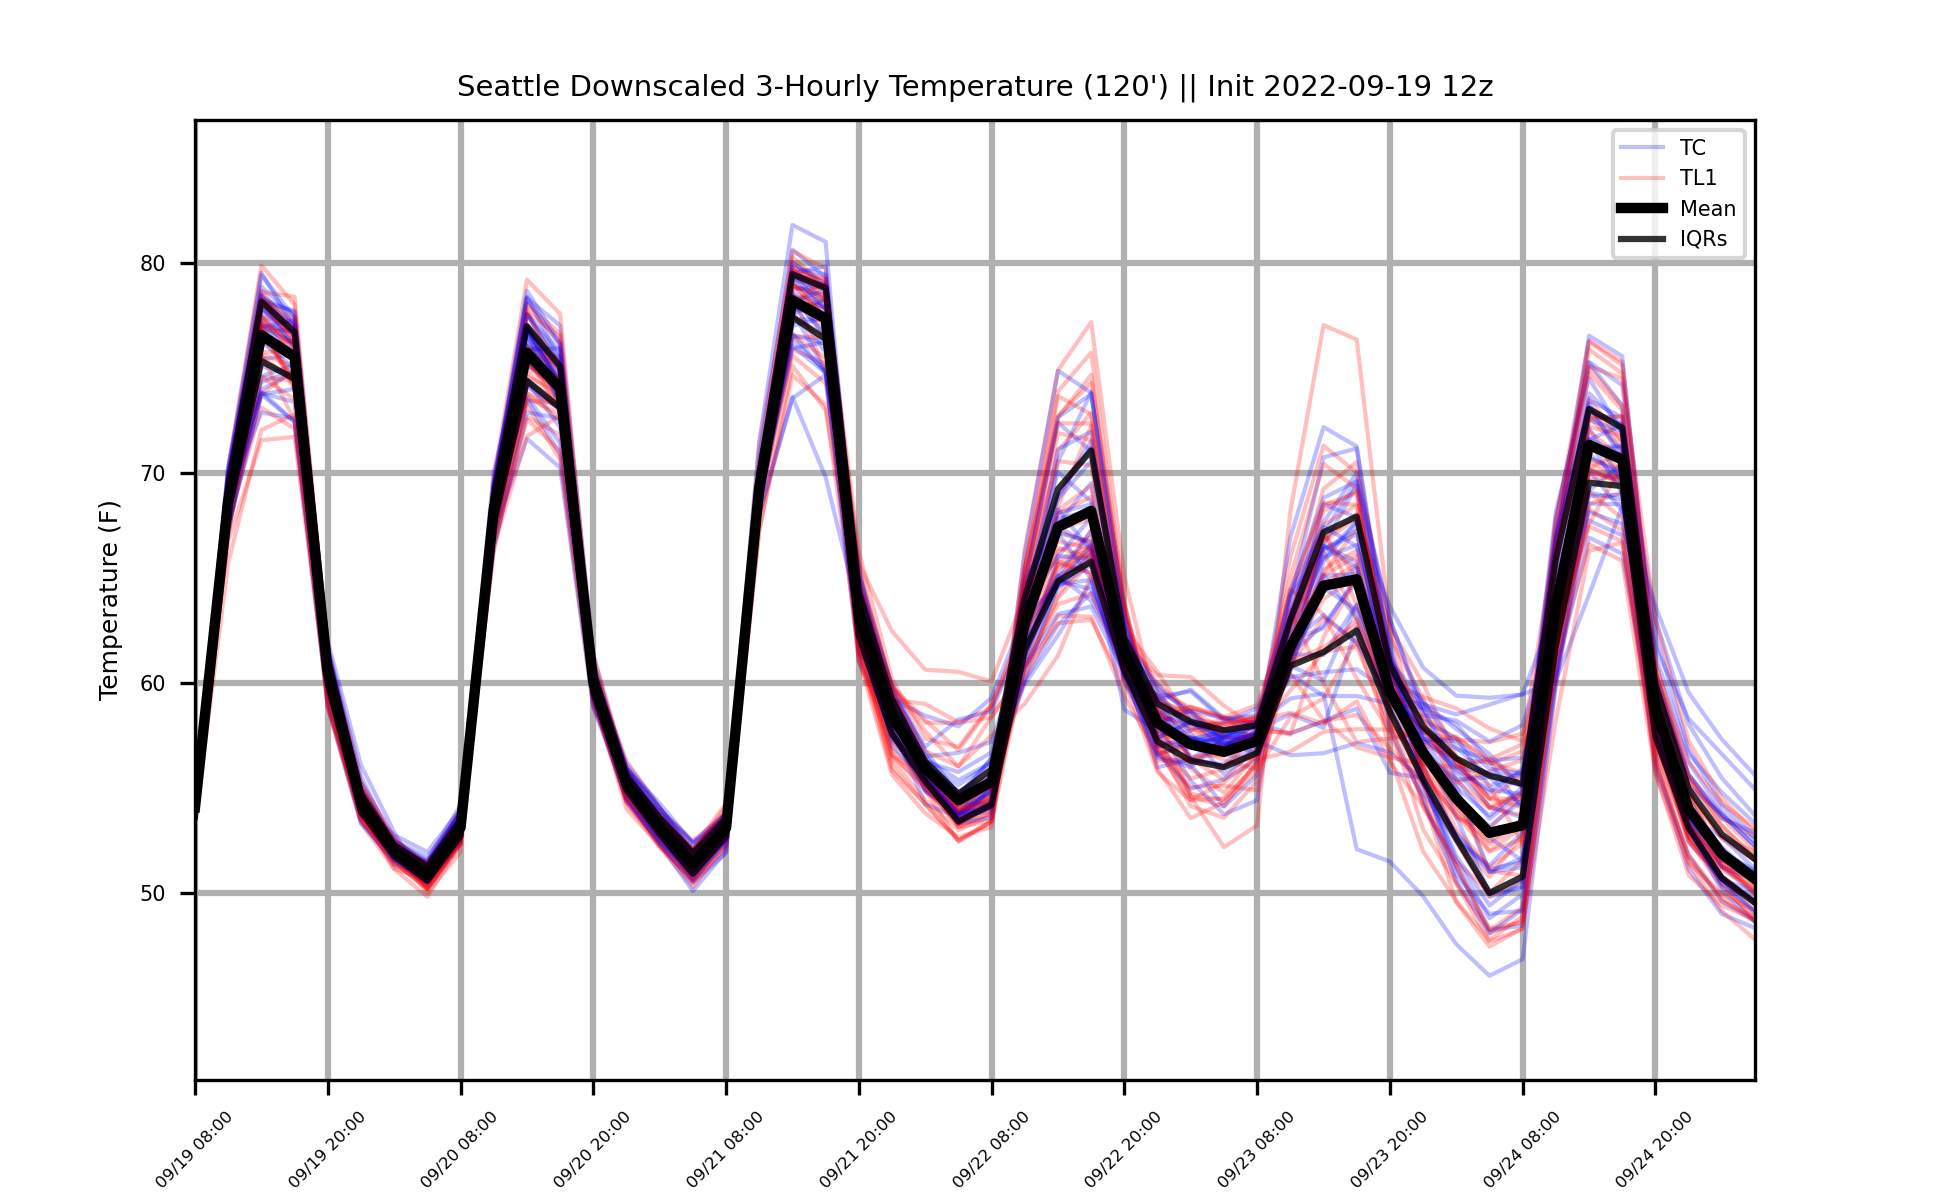 Seattle Downscaled 3-Hourly Temperature (120') || Init 2022-09-19 12z
TC
TL1
Mean
IQRs
Temperature (F)
80
70
60
50
09/19 08:00
09/19 20:00
09/20 08:00
09/20 20:00
09/21 08:00
09/21 20:00
09/22 08:00
09/22 20:00
09/23 08:00
09/23 20:00
09/24 08:00
09/24 20:00